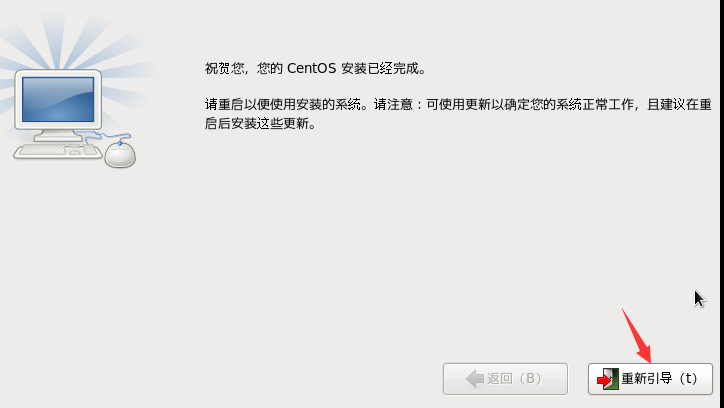 祝贺您，您的 CentOS 安装已经完成。
请重启以便使用安装的系统。请注意：可使用更新以确定您的系统正常工作，且建议在重
启后安装这些更新。
返回（B）
重新引导（t）